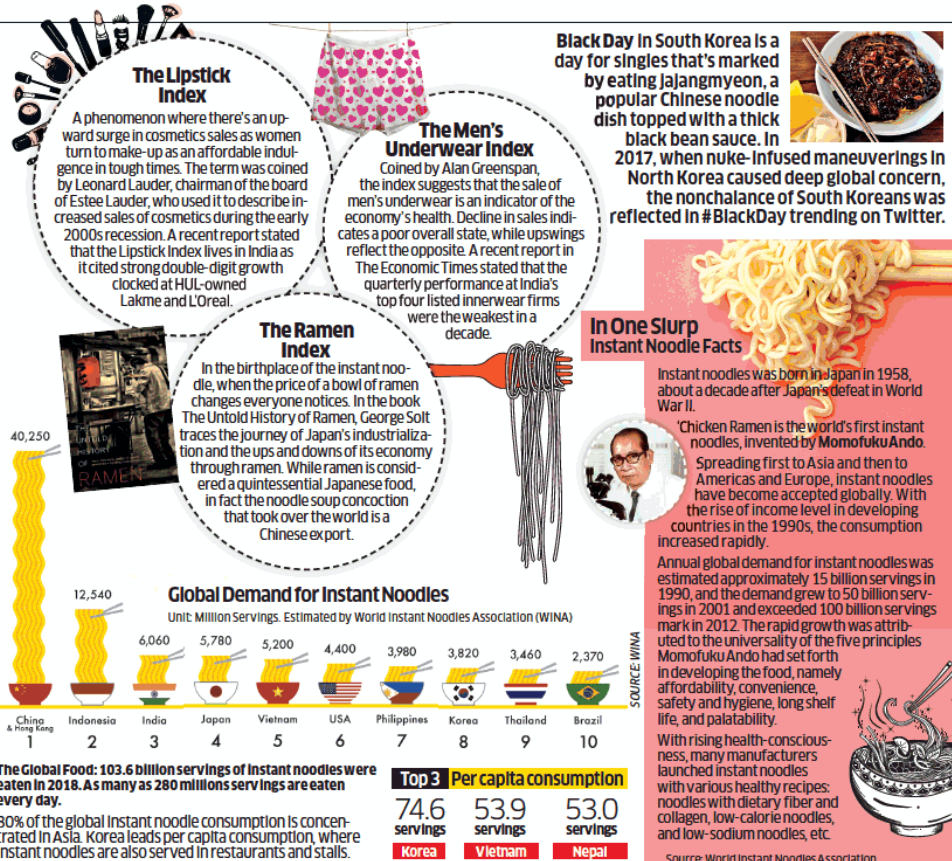 The Lipstick
Index
A phenomenon where there's an up-
ward surge in cosmetics sales as women
turn to make-up as an affordable indul-
gence in tough times. The term was coined
by Leonard Lauder, chairman of the board
of Estee Lauder, who used it to describe in-
creased sales of cosmetics during the early
2000s recession. A recent report stated
that the Lipstick Index lives in India as
it cited strong double-digit growth
clocked at HUL-owned
Lakme and L'Oreal.
The Men's
Underwear Index
Coined by Alan Greenspan,
the index suggests that the sale of
men's underwear is an indicator of the
economy's health. Decline in sales indi-
cates a poor overall state, while upswings
reflect the opposite. A recent report in
The Economic Times stated that the
quarterly performance at India's
top four listed innerwear firms
were the weakest in a
decade.
Black Day in South Korea is a
day for singles that's marked
by eating jajangmyeon, a
popular Chinese noodle
dish topped with a thick
black bean sauce. In
2017, when nuke-infused maneuverings in
North Korea caused deep global concern,
the nonchalance of South Koreans was
reflected in #BlackDay trending on Twitter.
The Ramen
Index
In the birthplace of the instant noo-
dle, when the price of a bowl of ramen
changes everyone notices. In the book
The Untold History of Ramen, George Solt
traces the journey of Japan's industrializa-
tion and the ups and downs of its economy
through ramen. While ramen is consid-
ered a quintessential Japanese food,
in fact the noodle soup concoction
that took over the world is a
Chinese export.
UNTOLD
HISTORY
OF
RAMEN
In One Slurp
Instant Noodle Facts
Instant noodles was born in Japan in 1958,
about a decade after Japan's defeat in World
War II.
'Chicken Ramen is the world's first instant
noodles, invented by Momofuku Ando.
Spreading first to Asia and then to
Americas and Europe, instant noodles
have become accepted globally. With
the rise of income level in developing
countries in the 1990s, the consumption
increased rapidly.
Annual global demand for instant noodles was
estimated approximately 15 billion servings in
1990, and the demand grew to 50 billion serv-
ings in 2001 and exceeded 100 billion servings
mark in 2012. The rapid growth was attrib-
uted to the universality of the five principles
Momofuku Ando had set forth
in developing the food, namely
affordability, convenience,
safety and hygiene, long shelf
life, and palatability.
With rising health-conscious-
ness, many manufacturers
launched instant noodles
with various healthy recipes:
noodles with dietary fiber and
collagen, low-calorie noodles,
and low-sodium noodles, etc.
Source: World Instant Noodles Association
Global Demand for Instant Noodles
Unit: Million Servings. Estimated by World Instant Noodles Association (WINA)
40,250
12,540
6,060
5,780
5,200
4,400
3,980
3,820
3,460
2,370
China
& Hong Kong
Indonesia
India
Japan
Vietnam
USA
Philippines
Korea
Thailand
Brazil
1 2 3 4 5 6 7 8 9 10
SOURCE: WINA
The Global Food: 103.6 billion servings of instant noodles were
eaten in 2018. As many as 280 millions servings are eaten
every day.
80% of the global instant noodle consumption is concen-
trated in Asia. Korea leads per capita consumption, where
instant noodles are also served in restaurants and stalls.
Top 3 Per capita consumption
74.6 53.9 53.0
servings servings servings
Korea Vietnam Nepal